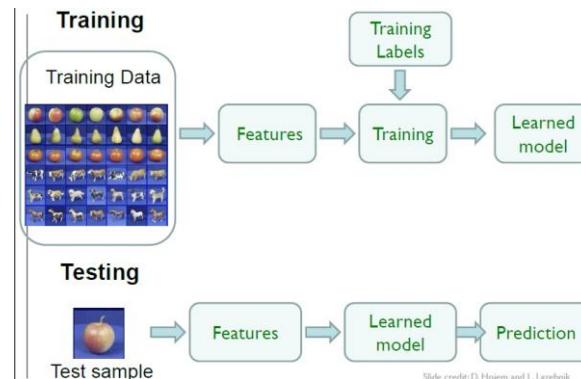 Training
Training Data
Training
Labels
Features
Training
Learned
model
Testing
Test sample
Features
Learned
model
Prediction
Slide credit: D. Hoiem and L. Lazebnik